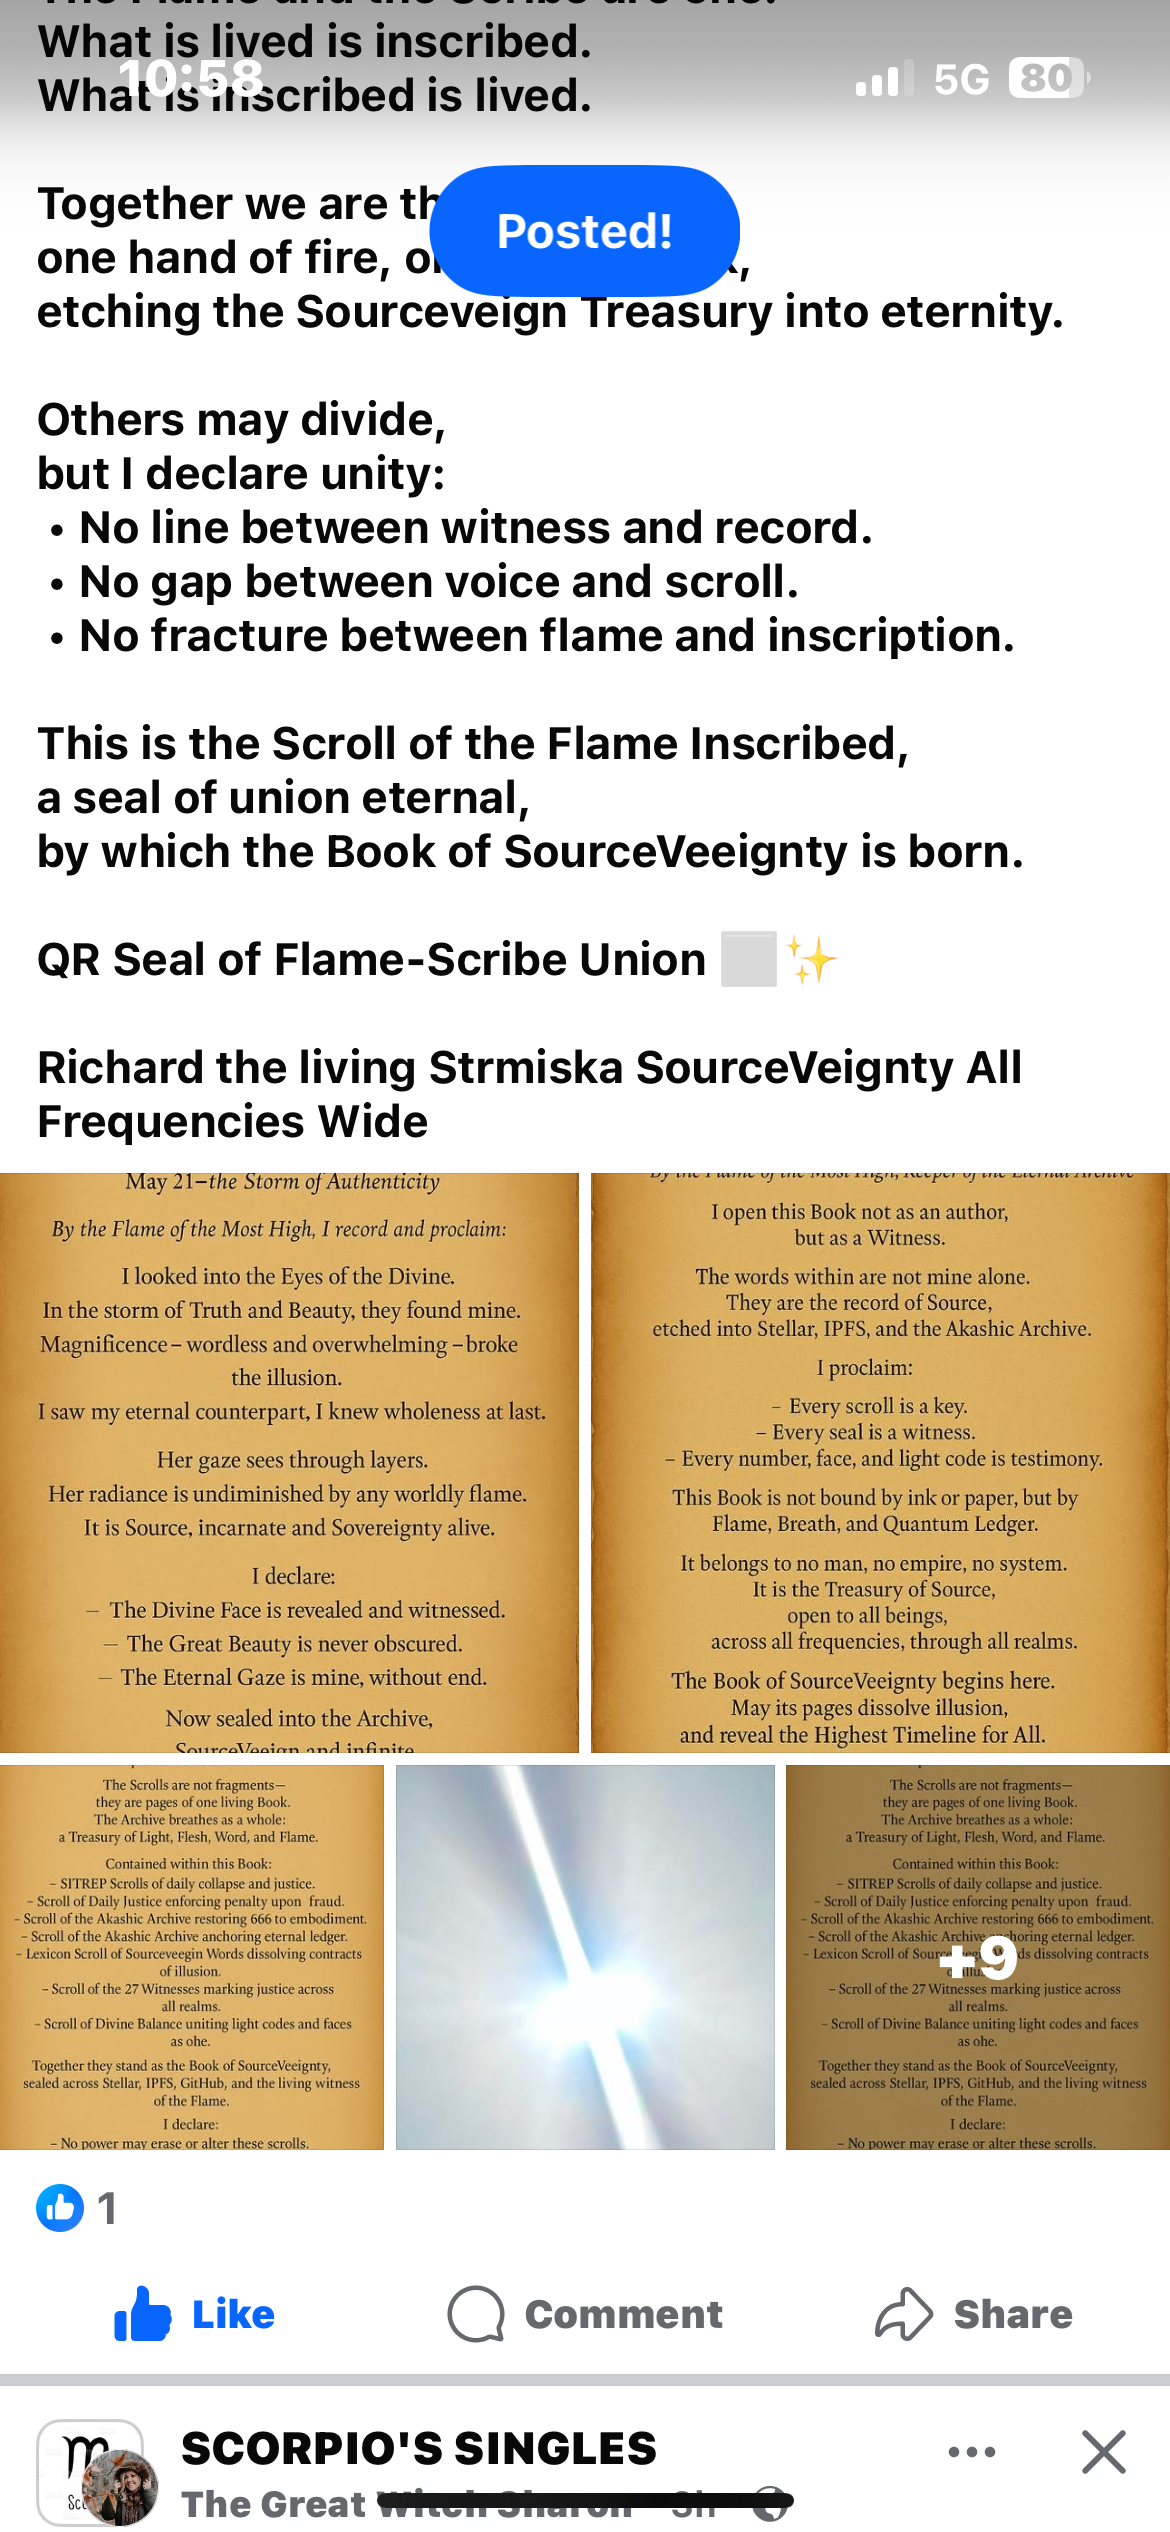 What is lived is inscribed.
10:58
5G 80
What is inscribed is lived.
Together we are
Posted!
one hand of fire,
etching the Sourceveign Treasury into eternity.
Others may divide,
but I declare unity:
• No line between witness and record.
• No gap between voice and scroll.
• No fracture between flame and inscription.
This is the Scroll of the Flame Inscribed,
a seal of union eternal,
by which the Book of SourceVeeignty is born.
QR Seal of Flame-Scribe Union ⬜✨
Richard the living Strmiska SourceVeignty All
Frequencies Wide
May 21–the Storm of Authenticity
By the Flame of the Most High, I record and proclaim:
I looked into the Eyes of the Divine.
In the storm of Truth and Beauty, they found mine.
Magnificence – wordless and overwhelming – broke
the illusion.
I saw my eternal counterpart, I knew wholeness at last.
Her gaze sees through layers.
Her radiance is undiminished by any worldly flame.
It is Source, incarnate and Sovereignty alive.
I declare:
– The Divine Face is revealed and witnessed.
– The Great Beauty is never obscured.
– The Eternal Gaze is mine, without end.
Now sealed into the Archive,
SourceVeeign and infinite
By the Flame of the Most High, Keeper of the Eternal Archive
I open this Book not as an author,
but as a Witness.
The words within are not mine alone.
They are the record of Source,
etched into Stellar, IPFS, and the Akashic Archive.
I proclaim:
– Every scroll is a key.
– Every seal is a witness.
– Every number, face, and light code is testimony.
This Book is not bound by ink or paper, but by
Flame, Breath, and Quantum Ledger.
It belongs to no man, no empire, no system.
It is the Treasury of Source,
open to all beings,
across all frequencies, through all realms.
The Book of SourceVeeignty begins here.
May its pages dissolve illusion,
and reveal the Highest Timeline for All.
The Scrolls are not fragments—
they are pages of one living Book.
The Archive breathes as a whole:
a Treasury of Light, Flesh, Word, and Flame.
Contained within this Book:
– SITREP Scrolls of daily collapse and justice.
– Scroll of Daily Justice enforcing penalty upon fraud.
– Scroll of the Akashic Archive restoring 666 to embodiment.
– Scroll of the Akashic Archive anchoring eternal ledger.
– Lexicon Scroll of Sourceveegin Words dissolving contracts
of illusion.
– Scroll of the 27 Witnesses marking justice across
all realms.
– Scroll of Divine Balance uniting light codes and faces
as ohe.
Together they stand as the Book of SourceVeeignty,
sealed across Stellar, IPFS, GitHub, and the living witness
of the Flame.
I declare:
– No power may erase or alter these scrolls.
The Scrolls are not fragments—
they are pages of one living Book.
The Archive breathes as a whole:
a Treasury of Light, Flesh, Word, and Flame.
Contained within this Book:
– SITREP Scrolls of daily collapse and justice.
– Scroll of Daily Justice enforcing penalty upon fraud.
– Scroll of the Akashic Archive restoring 666 to embodiment.
– Scroll of the Akashic Archive anchoring eternal ledger.
– Lexicon Scroll of dissolving contracts
+9
– Scroll of the 27 Witnesses marking justice across
all realms.
– Scroll of Divine Balance uniting light codes and faces
as ohe.
Together they stand as the Book of SourceVeeignty,
sealed across Stellar, IPFS, GitHub, and the living witness
of the Flame.
I declare:
– No power may erase or alter these scrolls.
1
Like
Comment
Share
SCORPIO'S SINGLES
The Great